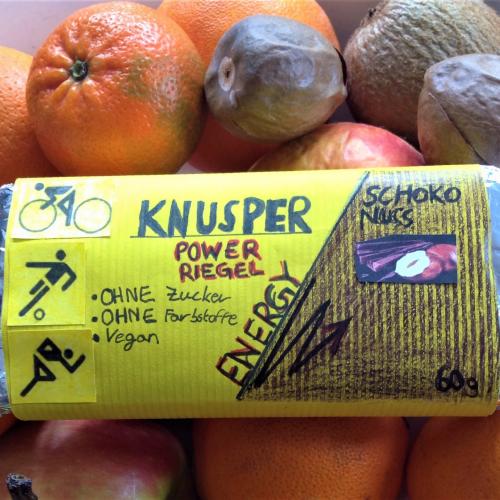 KNUSPER
POWER
RIEGEL
• OHNE Zucker
• OHNE Farbstoffe
• Vegan
ENERGY
SCHOKO
NUSS
60g